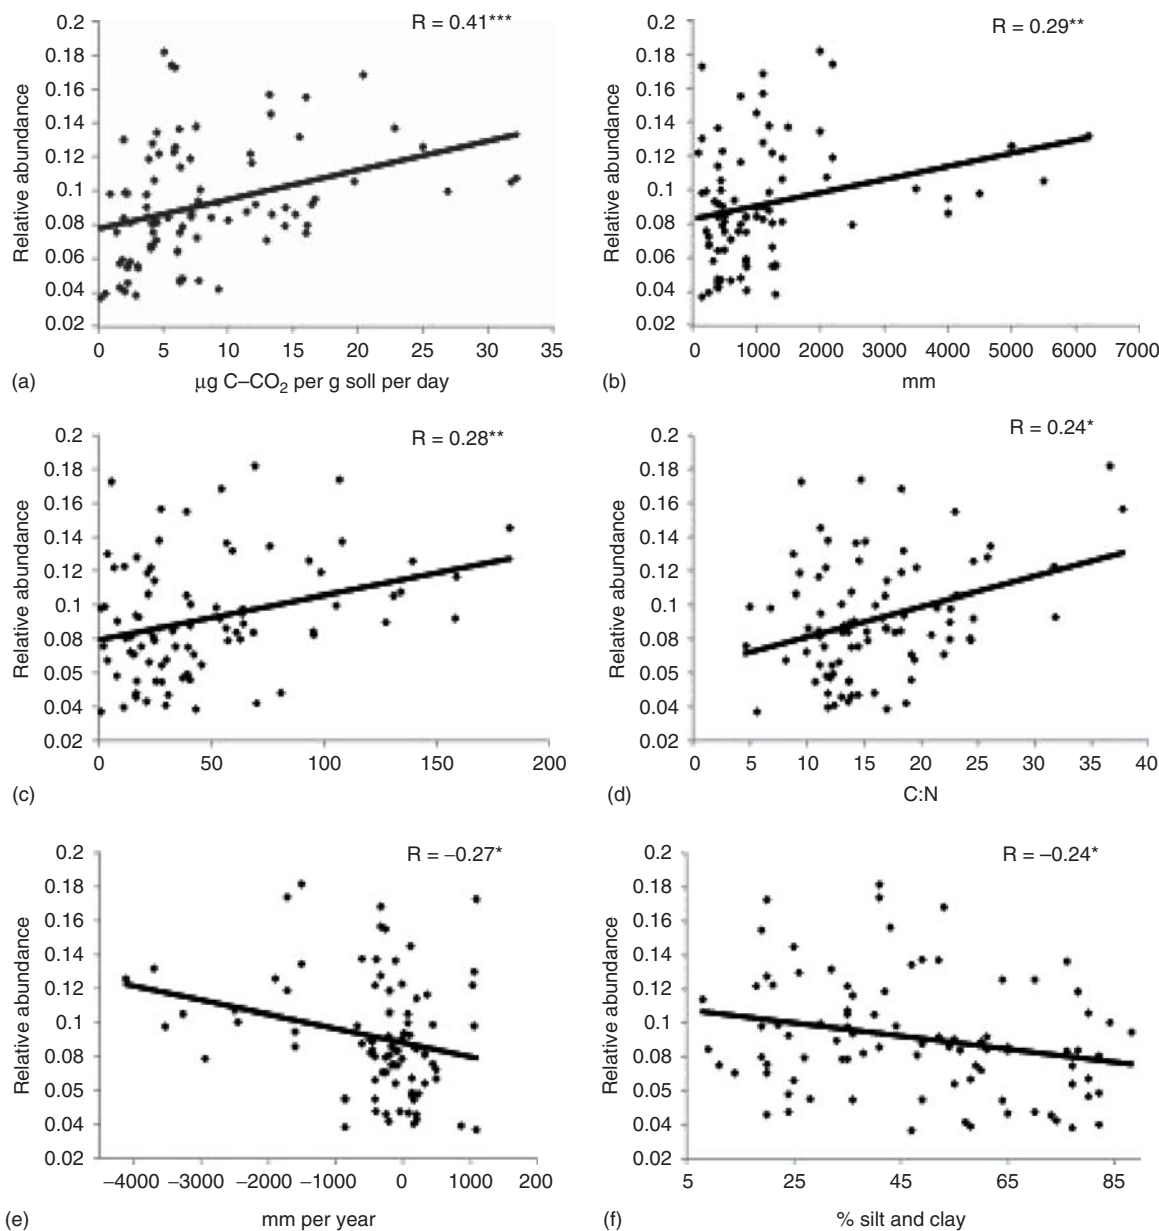 R = 0.41***
0.2
0.18
0.16
0.14
0.12
0.1
0.08
0.06
0.04
0.02
Relative abundance
0 5 10 15 20 25 30 35
(a) µg C–CO2 per g soll per day
R = 0.29**
0.2
0.18
0.16
0.14
0.12
0.1
0.08
0.06
0.04
0.02
Relative abundance
0 1000 2000 3000 4000 5000 6000 7000
(b) mm
R = 0.28**
0.2
0.18
0.16
0.14
0.12
0.1
0.08
0.06
0.04
0.02
Relative abundance
0 50 100 150 200
(c)
R = 0.24*
0.2
0.18
0.16
0.14
0.12
0.1
0.08
0.06
0.04
0.02
Relative abundance
0 5 10 15 20 25 30 35 40
(d) C:N
R = –0.27*
0.2
0.18
0.16
0.14
0.12
0.1
0.08
0.06
0.04
0.02
Relative abundance
–4000 –3000 –2000 –1000 0 1000 200
(e) mm per year
R = –0.24*
0.2
0.18
0.16
0.14
0.12
0.1
0.08
0.06
0.04
0.02
Relative abundance
5 25 45 65 85
(f) % silt and clay